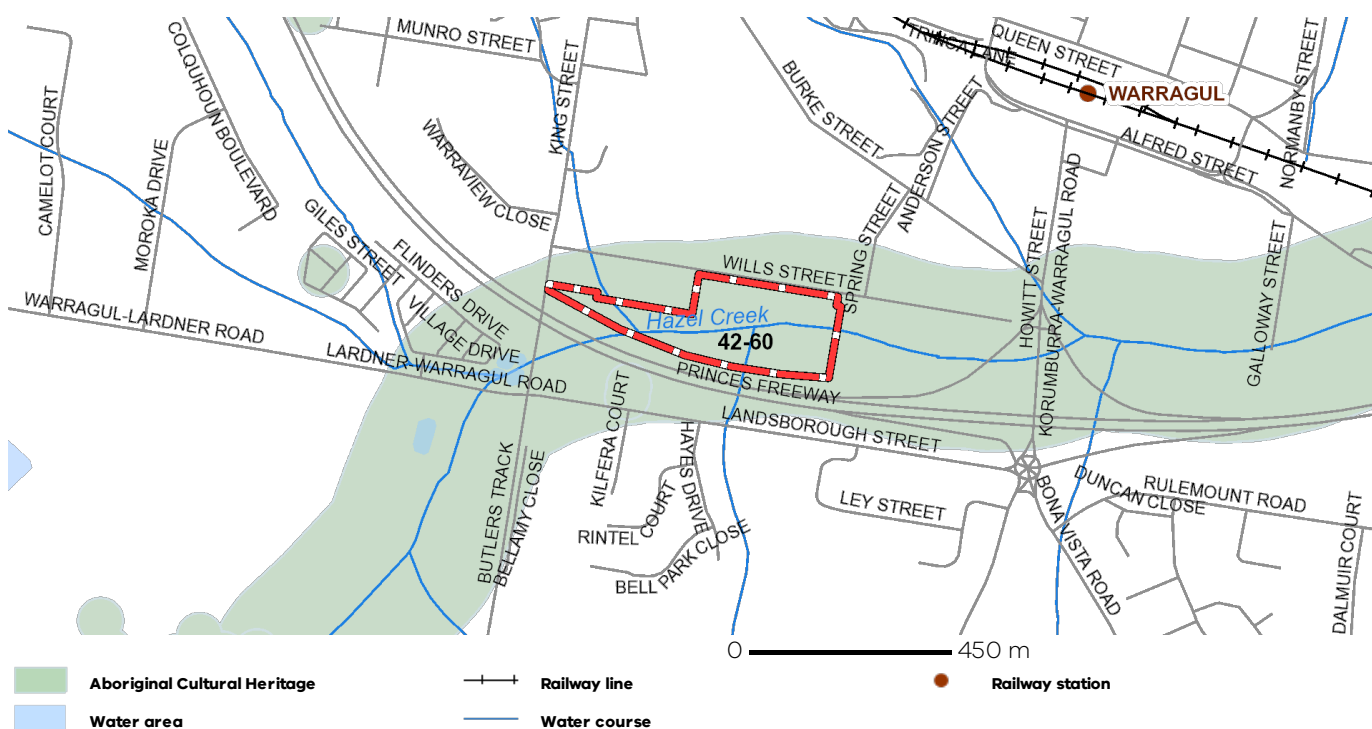 MUNRO STREET
QUEEN STREET
TRINCA LANE
COLQUHOUN BOULEVARD
KING STREET
BURKE STREET
WARRAGUL
NORMANBY STREET
CAMELOT COURT
MOROKA DRIVE
WARRAVIEW CLOSE
ANDERSON STREET
ALFRED STREET
GILES STREET
FLINDERS DRIVE
SPRING STREET
HOWITT STREET
KORUMBURRA-WARRAGUL ROAD
GALLOWAY STREET
WILLS STREET
WARRAGUL-LARDNER ROAD
VILLAGE DRIVE
Hazel Creek
42-60
LARDNER-WARRAGUL ROAD
PRINCES FREEWAY
LANDSBOROUGH STREET
KILFERA COURT
HAYES DRIVE
BUTLERS TRACK
BELLAMY CLOSE
RINTEL COURT
BELL PARK CLOSE
LEY STREET
BONA VISTA ROAD
DUNCAN CLOSE
RULEMOUNT ROAD
DALMUIR COURT
0 450 m
Aboriginal Cultural Heritage
Railway line
Railway station
Water area
Water course